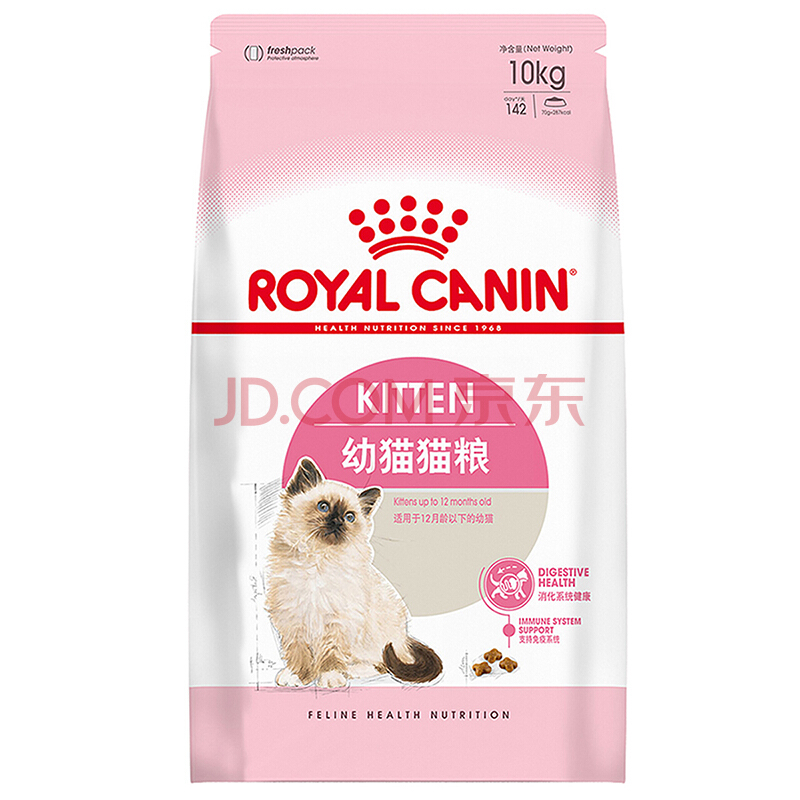 freshpack
Protective atmosphere
净含量(Net Weight)
10kg
142
ROYAL CANIN®
HEALTH NUTRITION SINCE 1968
KITTEN
JD.COM 京东
幼猫猫粮
Kittens up to 12 months old
适用于12月龄以下的幼猫
DIGESTIVE
HEALTH
消化系统健康
IMMUNE SYSTEM
SUPPORT
支持免疫系统
FELINE HEALTH NUTRITION